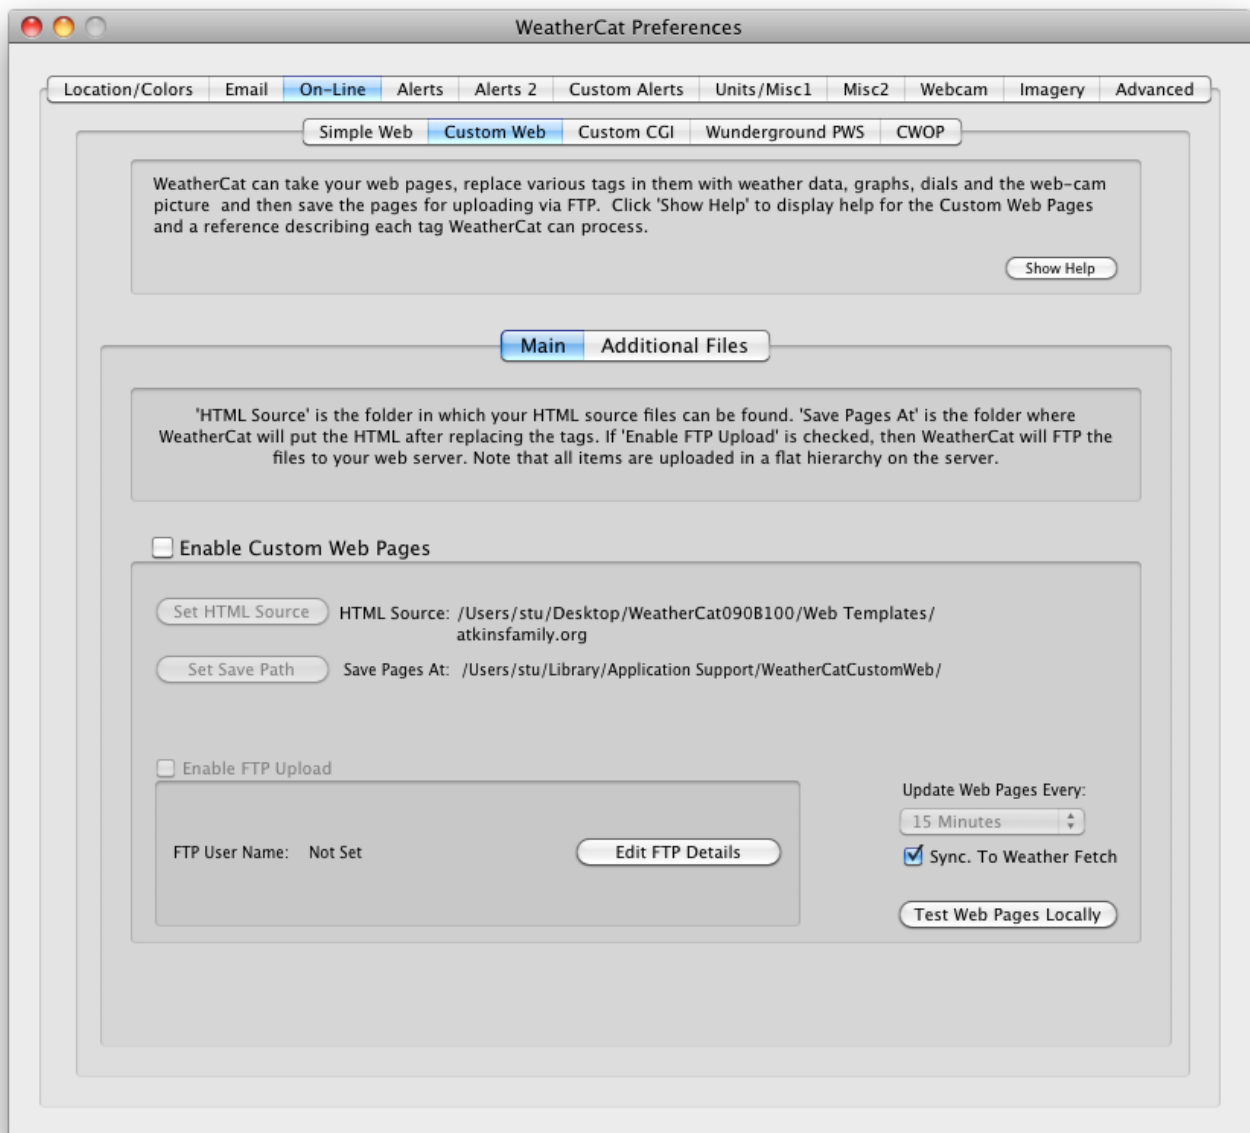 WeatherCat Preferences
Location/Colors Email On-Line Alerts Alerts 2 Custom Alerts Units/Misc1 Misc2 Webcam Imagery Advanced
Simple Web Custom Web Custom CGI Wunderground PWS CWOP
WeatherCat can take your web pages, replace various tags in them with weather data, graphs, dials and the web-cam
picture and then save the pages for uploading via FTP. Click 'Show Help' to display help for the Custom Web Pages
and a reference describing each tag WeatherCat can process.
Show Help
Main Additional Files
'HTML Source' is the folder in which your HTML source files can be found. 'Save Pages At' is the folder where
WeatherCat will put the HTML after replacing the tags. If 'Enable FTP Upload' is checked, then WeatherCat will FTP the
files to your web server. Note that all items are uploaded in a flat hierarchy on the server.
Enable Custom Web Pages
Set HTML Source HTML Source: /Users/stu/Desktop/WeatherCat090B100/Web Templates/
atkinsfamily.org
Set Save Path Save Pages At: /Users/stu/Library/Application Support/WeatherCatCustomWeb/
Enable FTP Upload
Update Web Pages Every:
15 Minutes
FTP User Name: Not Set Edit FTP Details
Sync. To Weather Fetch
Test Web Pages Locally